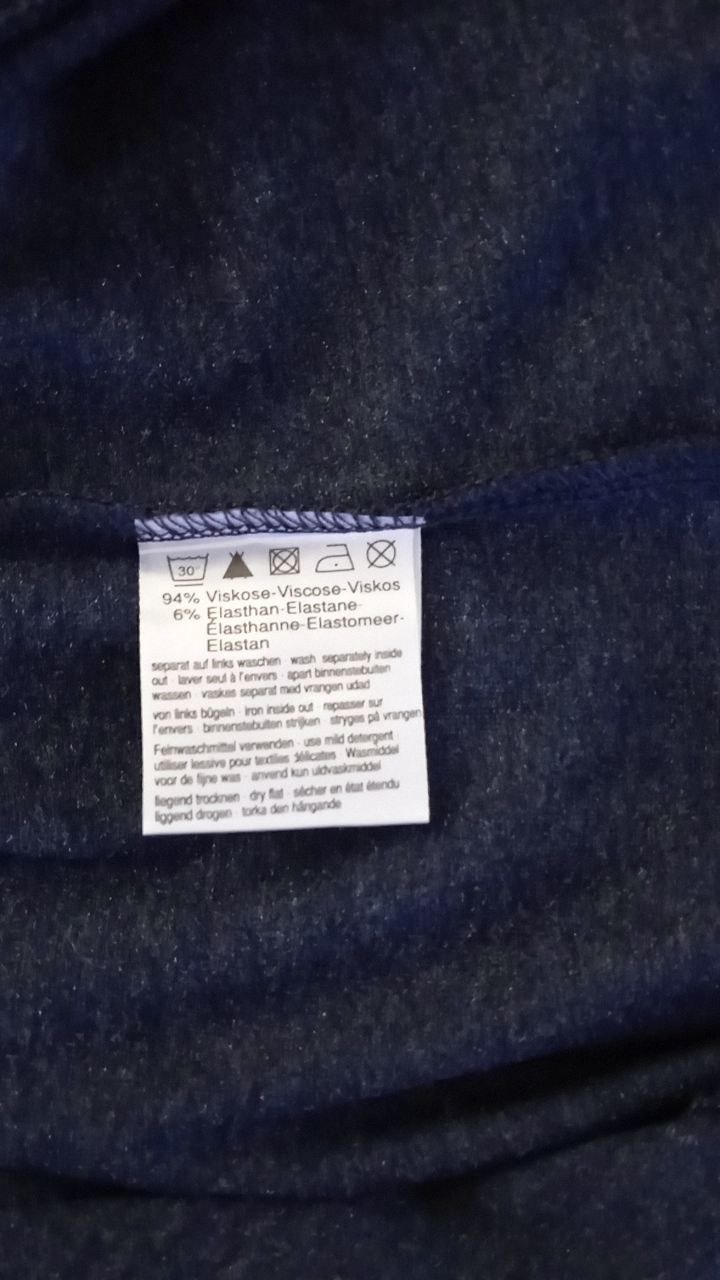 30°
94% Viskose-Viscose-Viskos
6% Elasthan-Elastane-
Élasthanne-Elastomeer-
Elastan
separat auf links waschen · wash separately inside
out · laver seul à l'envers · apart binnenstebuiten
wassen · vaskes separat med vrangen udad
von links bügeln · iron inside out · repasser sur
l'envers · binnenstebuiten strijken · stryges på vrangen
Feinwaschmittel verwenden · use mild detergent
utiliser lessive pour textiles délicates · Wasmiddel
voor de fijne was · anvend kun uldvaskmiddel
liegend trocknen · dry flat · sécher en état étendu
liggend drogen · torka den hängande